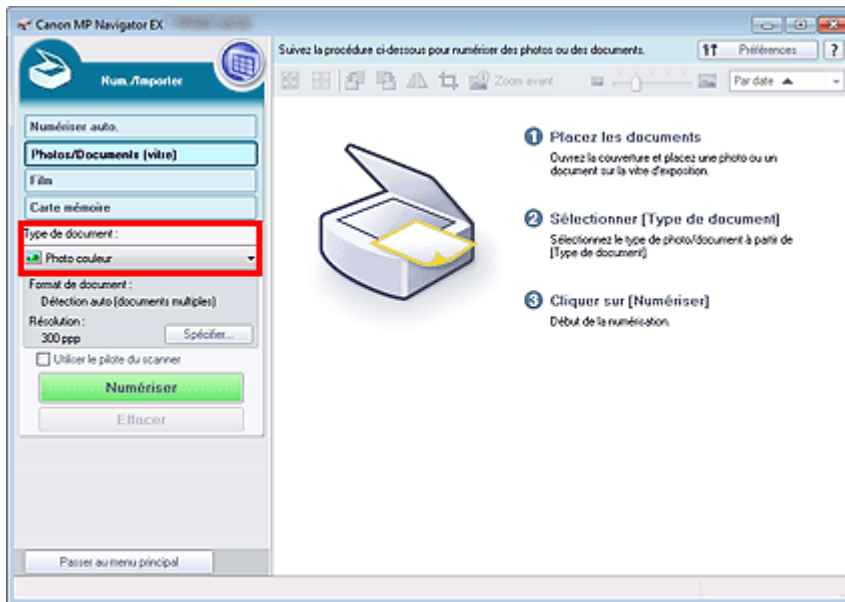 Canon MP Navigator EX
Num./Importer
Numériser auto.
Photos/Documents (vitre)
Film
Carte mémoire
Type de document :
Photo couleur
Format de document :
Détection auto (documents multiples)
Résolution :
300 ppp
Spécifier...
Utiliser le pilote du scanner
Numériser
Effacer
Passer au menu principal
Suivez la procédure ci-dessous pour numériser des photos ou des documents.
Préférences
?
Zoom avant
Par date
1 Placez les documents
Ouvrez la couverture et placez une photo ou un
document sur la vitre d'exposition.
2 Sélectionner [Type de document]
Sélectionnez le type de photo/document à partir de
[Type de document]
3 Cliquer sur [Numériser]
Début de la numérisation.